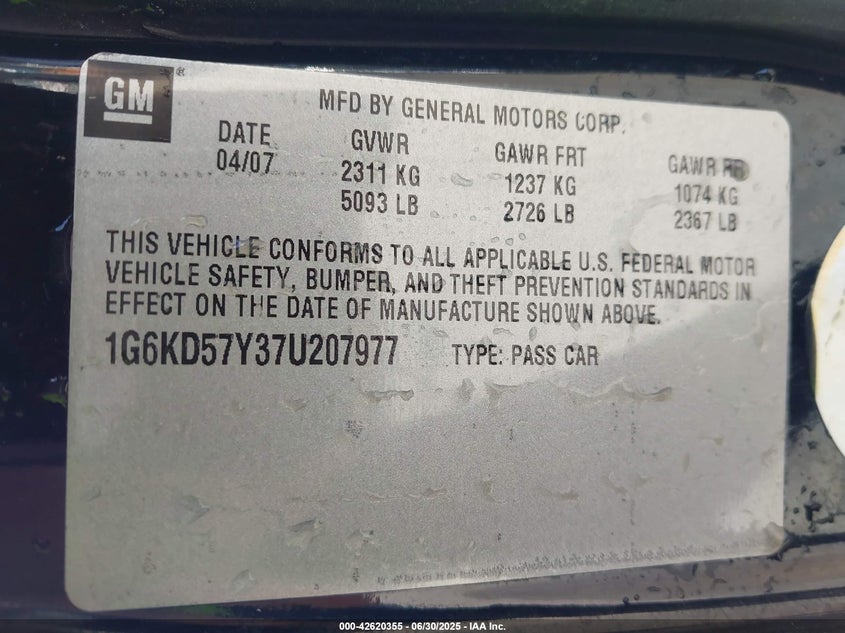 GM ®
MFD BY GENERAL MOTORS CORP.
DATE GVWR GAWR FRT GAWR RR
04/07 2311 KG 1237 KG 1074 KG
5093 LB 2726 LB 2367 LB
THIS VEHICLE CONFORMS TO ALL APPLICABLE U.S. FEDERAL MOTOR
VEHICLE SAFETY, BUMPER, AND THEFT PREVENTION STANDARDS IN
EFFECT ON THE DATE OF MANUFACTURE SHOWN ABOVE.
1G6KD57Y37U207977 TYPE: PASS CAR
000-42620355 - 06/30/2025 - IAA Inc.